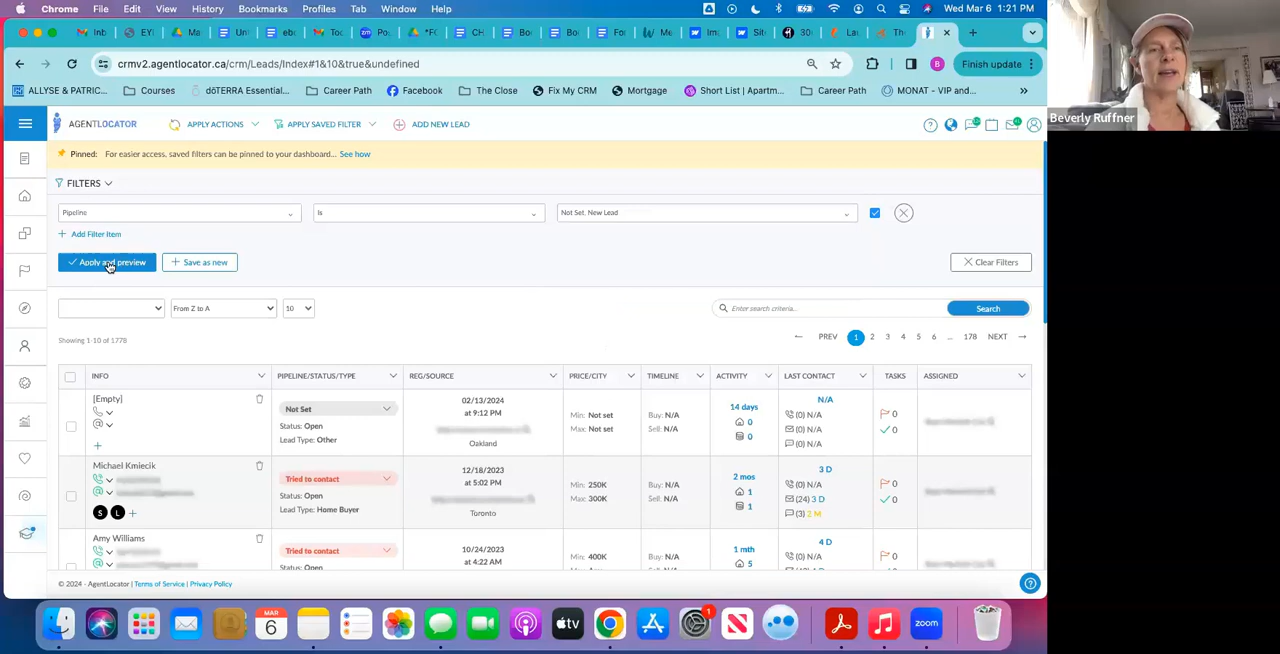 Chrome File Edit View History Bookmarks Profiles Tab Window Help Wed Mar 6 1:21 PM
crmv2.agentlocator.ca/crm/Leads/Index#1&10&true&undefined Finish update
ALLYSE & PATRIC... Courses dōTERRA Essential... Career Path Facebook The Close Fix My CRM Mortgage Short List | Apartm... Career Path MONAT - VIP and...
Beverly Ruffner
AGENTLOCATOR APPLY ACTIONS APPLY SAVED FILTER ADD NEW LEAD
Pinned: For easier access, saved filters can be pinned to your dashboard... See how
FILTERS
Pipeline Is Not Set, New Lead
+ Add Filter Item
Apply and preview + Save as new Clear Filters
From Z to A 10 Enter search criteria.. Search
Showing 1-10 of 1778 PREV 1 2 3 4 5 6 ... 178 NEXT
INFO PIPELINE/STATUS/TYPE REG/SOURCE PRICE/CITY TIMELINE ACTIVITY LAST CONTACT TASKS ASSIGNED
[Empty] Not Set Status: Open Lead Type: Other 02/13/2024 at 9:12 PM Oakland Min: Not set Max: Not set Buy: N/A Sell: N/A 14 days 0 0 N/A (0) N/A (0) N/A (0) N/A 0 0
Michael Kmiecik S L + Tried to contact Status: Open Lead Type: Home Buyer 12/18/2023 at 5:02 PM Toronto Min: 250K Max: 300K Buy: N/A Sell: N/A 2 mos 1 1 3 D (0) N/A (24) 3 D (3) 2 M 0 0
Amy Williams Tried to contact Status: Open 10/24/2023 at 4:22 AM Min: 400K Max: 600K Buy: N/A Sell: N/A 1 mth 5 4 D (0) N/A 0 0
© 2024 - AgentLocator | Terms of Service | Privacy Policy
MAR
6
tv
1
zoom